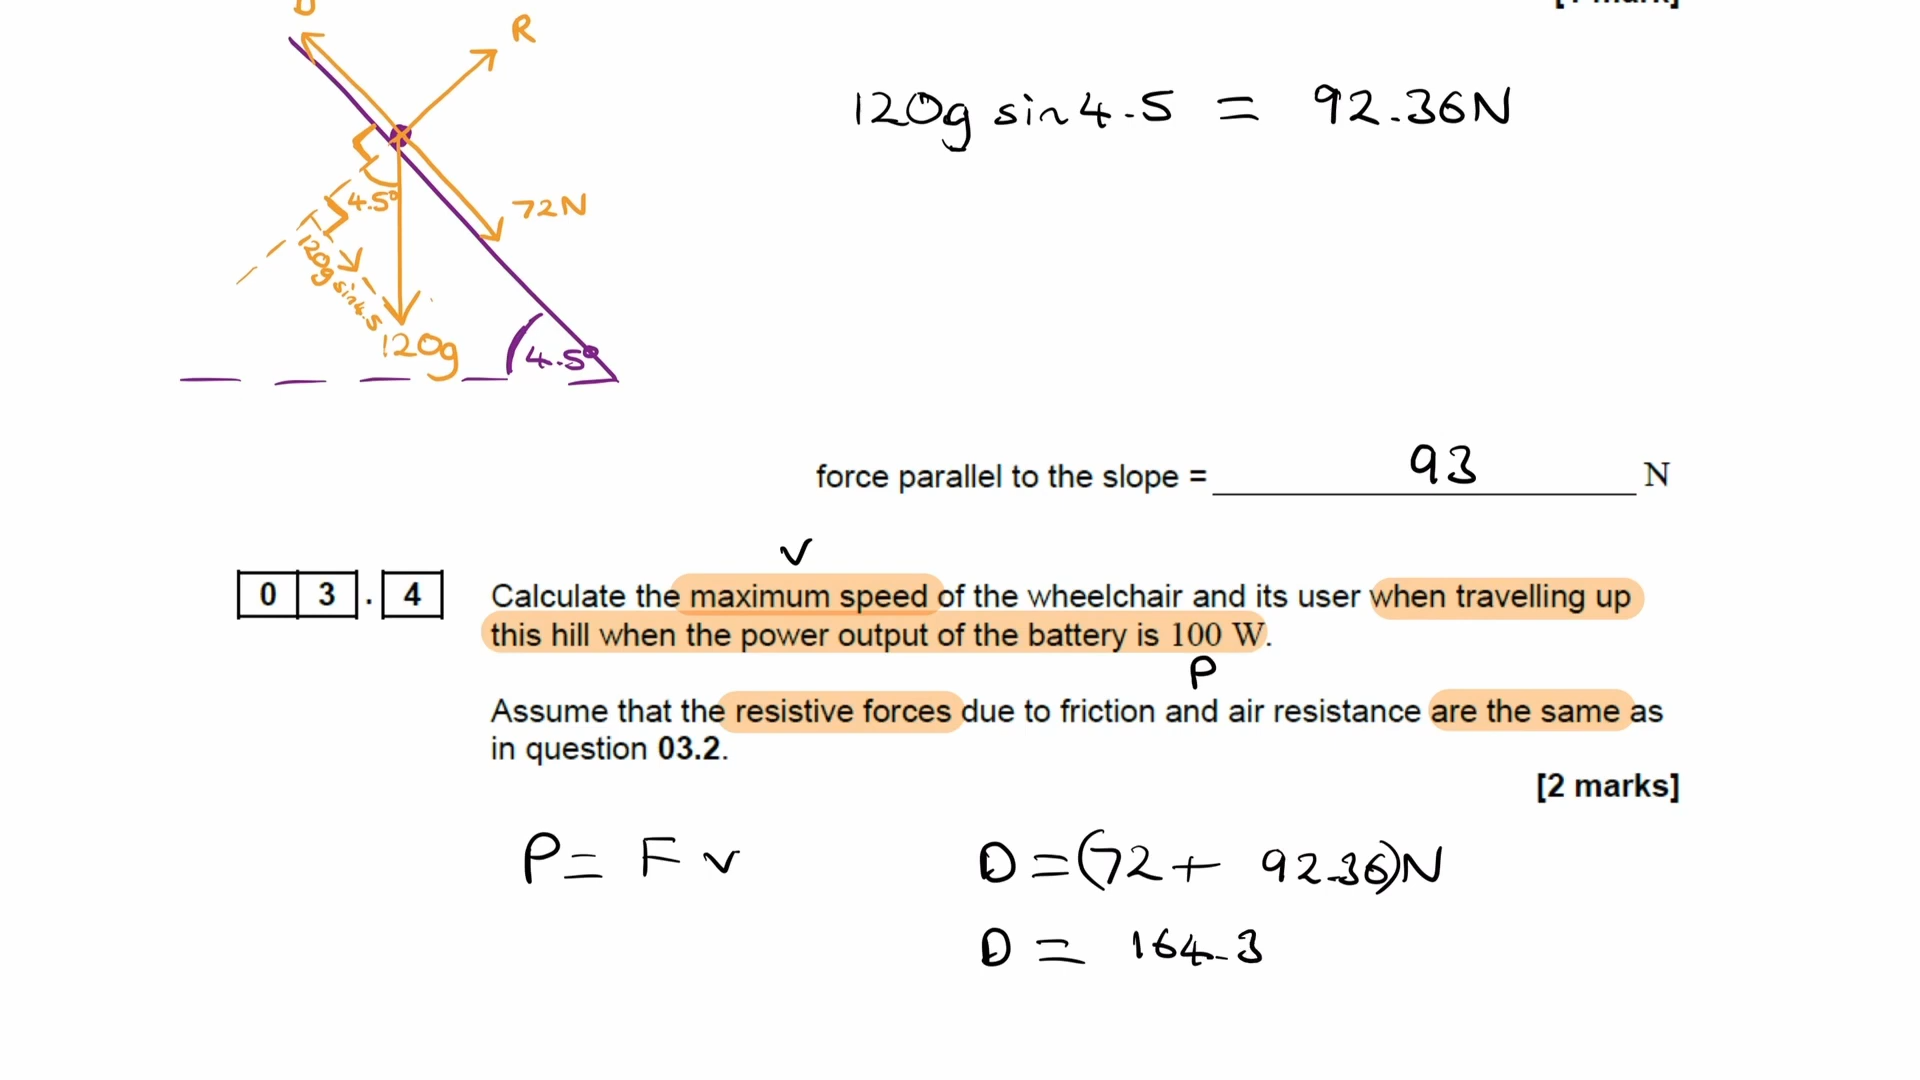 [1 mark]
D
R
120g sin 4.5 = 92.36N
4.5°
72N
120g sin 4.5
120g
4.5°
force parallel to the slope = 93 N
v
0 3 . 4 Calculate the maximum speed of the wheelchair and its user when travelling up
this hill when the power output of the battery is 100 W.
P
Assume that the resistive forces due to friction and air resistance are the same as
in question 03.2.
[2 marks]
P = Fv D = (72 + 92.36)N
D = 164.3